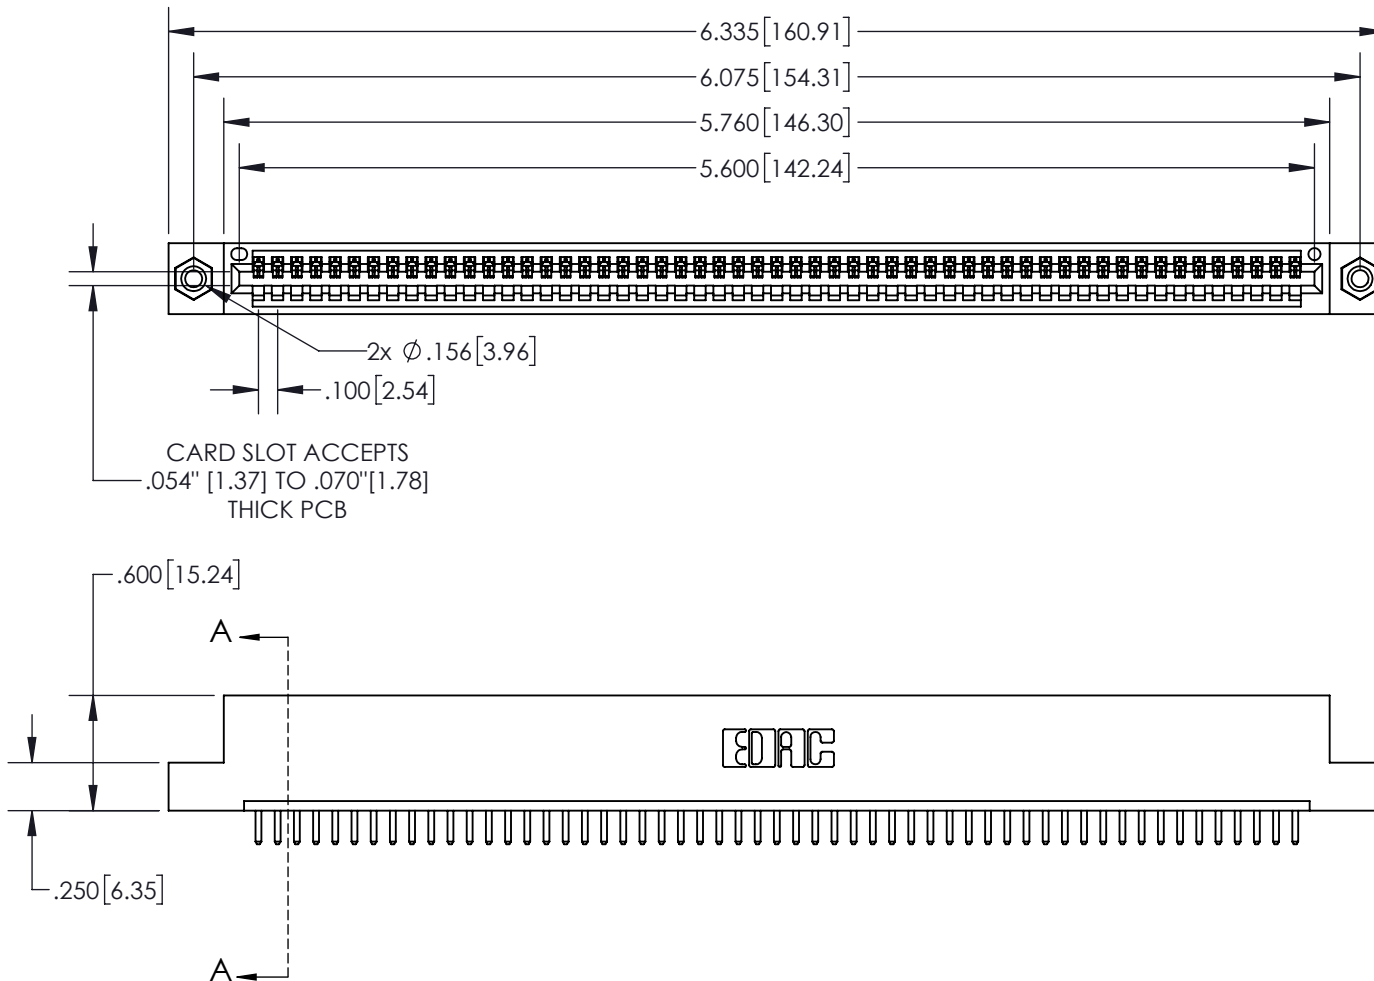 6.335[160.91]
6.075[154.31]
5.760[146.30]
5.600[142.24]
2x Ø.156[3.96]
.100[2.54]
CARD SLOT ACCEPTS
.054" [1.37] TO .070"[1.78]
THICK PCB
.600[15.24]
A
EDAC
.250[6.35]
A